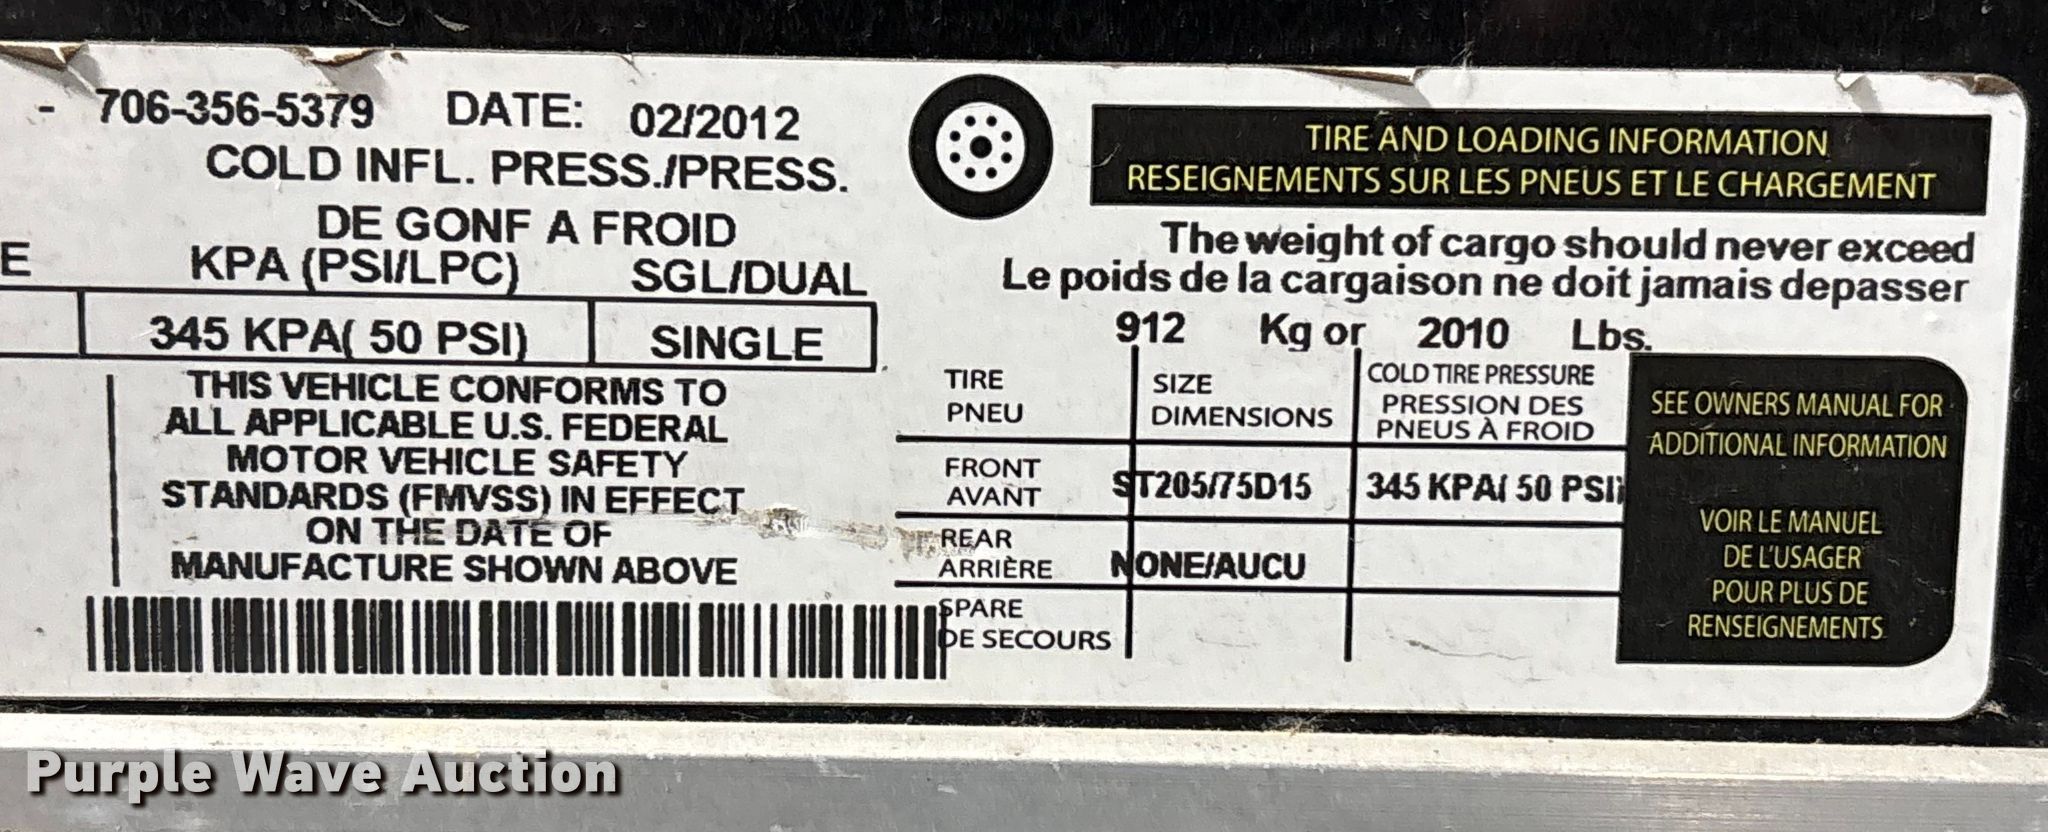 - 706-356-5379 DATE: 02/2012
COLD INFL. PRESS./PRESS.
DE GONF A FROID
E KPA (PSI/LPC) SGL/DUAL
345 KPA( 50 PSI) SINGLE
THIS VEHICLE CONFORMS TO
ALL APPLICABLE U.S. FEDERAL
MOTOR VEHICLE SAFETY
STANDARDS (FMVSS) IN EFFECT
ON THE DATE OF
MANUFACTURE SHOWN ABOVE
TIRE AND LOADING INFORMATION
RESEIGNEMENTS SUR LES PNEUS ET LE CHARGEMENT
The weight of cargo should never exceed
Le poids de la cargaison ne doit jamais depasser
912 Kg or 2010 Lbs.
TIRE
PNEU
SIZE
DIMENSIONS
COLD TIRE PRESSURE
PRESSION DES
PNEUS À FROID
FRONT
AVANT
ST205/75D15
345 KPA( 50 PSI)
REAR
ARRIÈRE
NONE/AUCU
SPARE
DE SECOURS
SEE OWNERS MANUAL FOR
ADDITIONAL INFORMATION
VOIR LE MANUEL
DE L'USAGER
POUR PLUS DE
RENSEIGNEMENTS
Purple Wave Auction